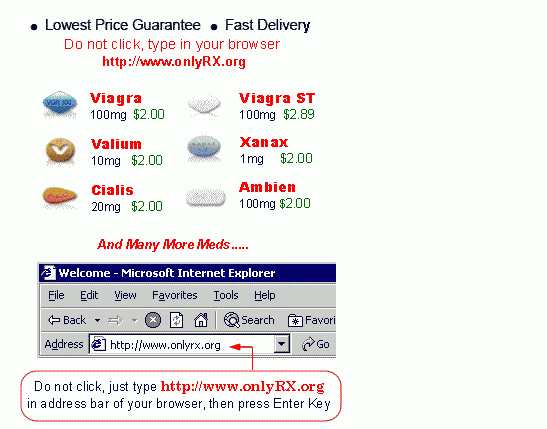 • Lowest Price Guarantee • Fast Delivery
Do not click, type in your browser
http://www.onlyRX.org
Viagra
100mg $2.00
Viagra ST
100mg $2.89
Valium
10mg $2.00
Xanax
1mg $2.00
Cialis
20mg $2.00
Ambien
100mg $2.00
And Many More Meds.....
Welcome - Microsoft Internet Explorer
File Edit View Favorites Tools Help
Back Search Favori
Address http://www.onlyrx.org Go
Do not click, just type http://www.onlyRX.org
in address bar of your browser, then press Enter Key